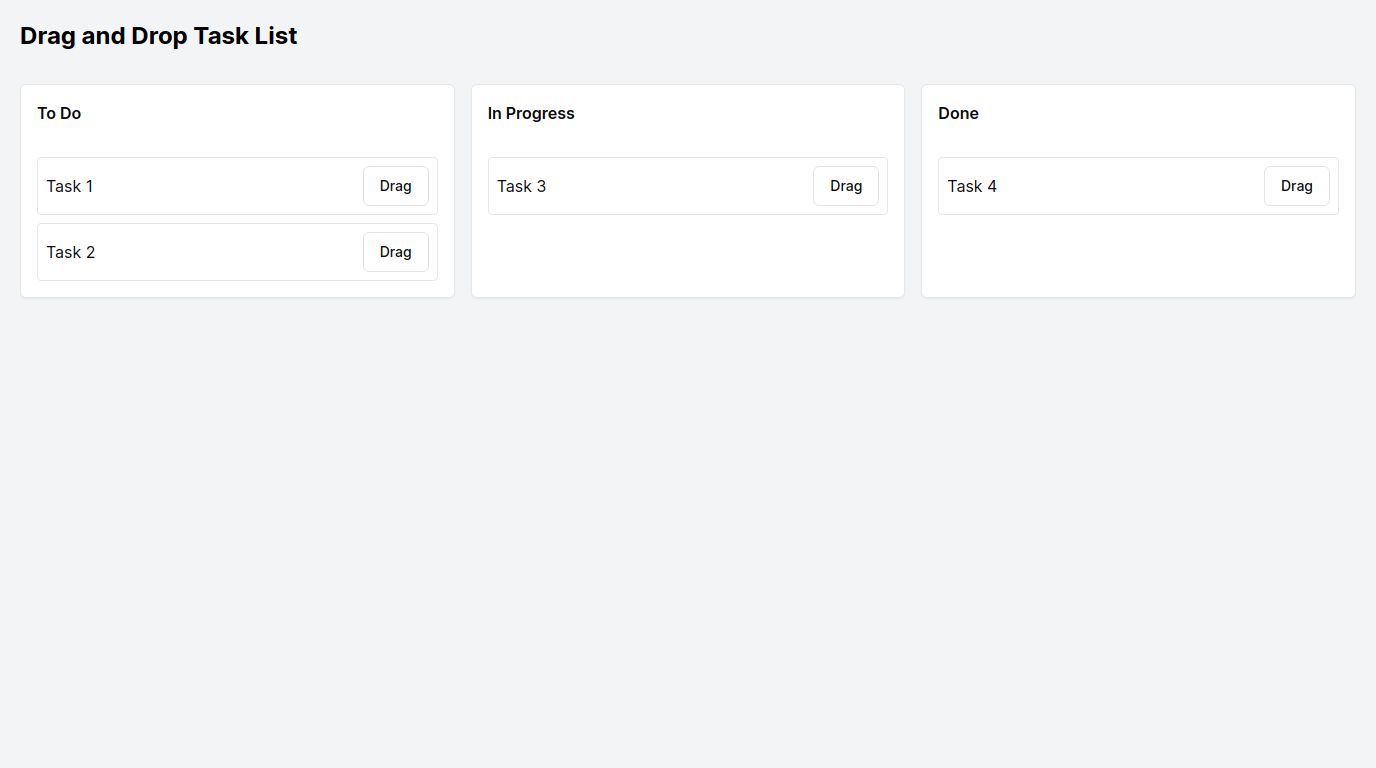 Drag and Drop Task List
To Do
Task 1
Drag
Task 2
Drag
In Progress
Task 3
Drag
Done
Task 4
Drag